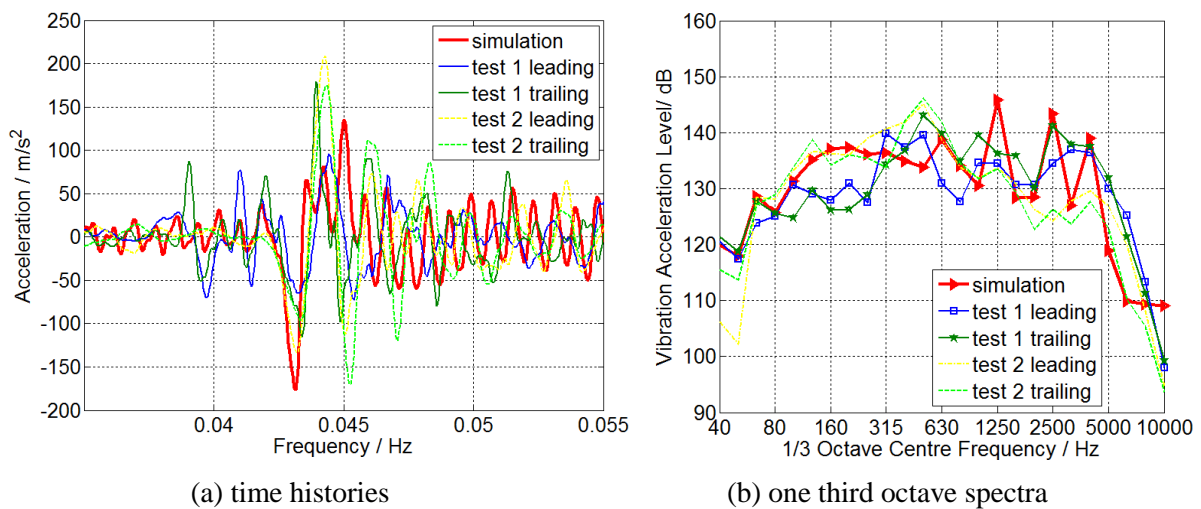 250
200
150
100
50
0
-50
-100
-150
-200
Acceleration / m/s²
simulation
test 1 leading
test 1 trailing
test 2 leading
test 2 trailing
0.04 0.045 0.05 0.055
Frequency / Hz
(a) time histories
160
150
140
130
120
110
100
90
Vibration Acceleration Level/ dB
simulation
test 1 leading
test 1 trailing
test 2 leading
test 2 trailing
40 80 160 315 630 1250 2500 5000 10000
1/3 Octave Centre Frequency / Hz
(b) one third octave spectra